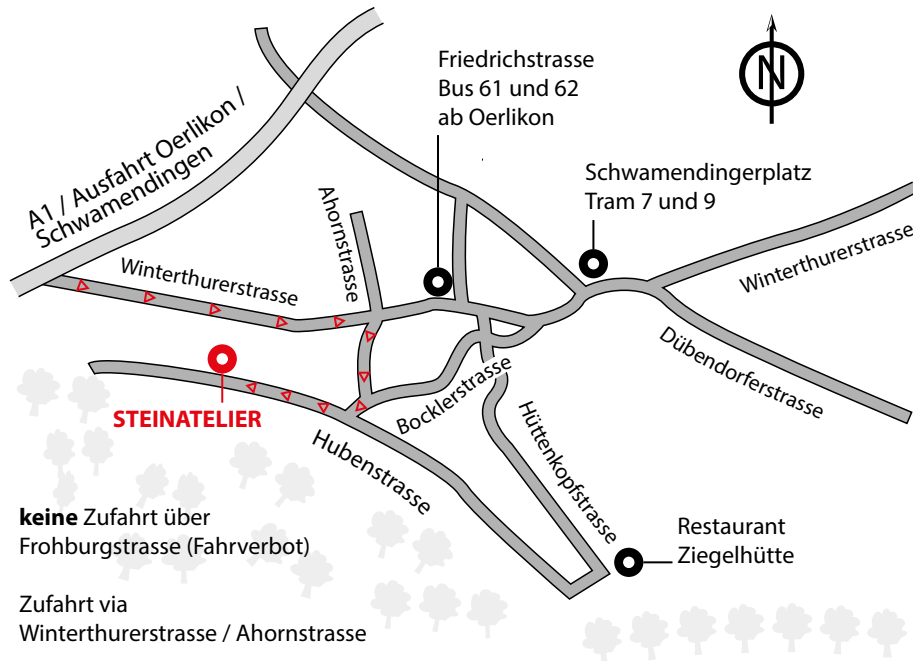 Friedrichstrasse
Bus 61 und 62
ab Oerlikon
N
A1 / Ausfahrt Oerlikon /
Schwamendingen
Schwamendingerplatz
Tram 7 und 9
Ahornstrasse
Winterthurerstrasse
Winterthurerstrasse
Dübendorferstrasse
STEINATELIER
Bocklerstrasse
Hubenstrasse
Hüttenkopfstrasse
keine Zufahrt über
Frohburgstrasse (Fahrverbot)
Restaurant
Ziegelhütte
Zufahrt via
Winterthurerstrasse / Ahornstrasse